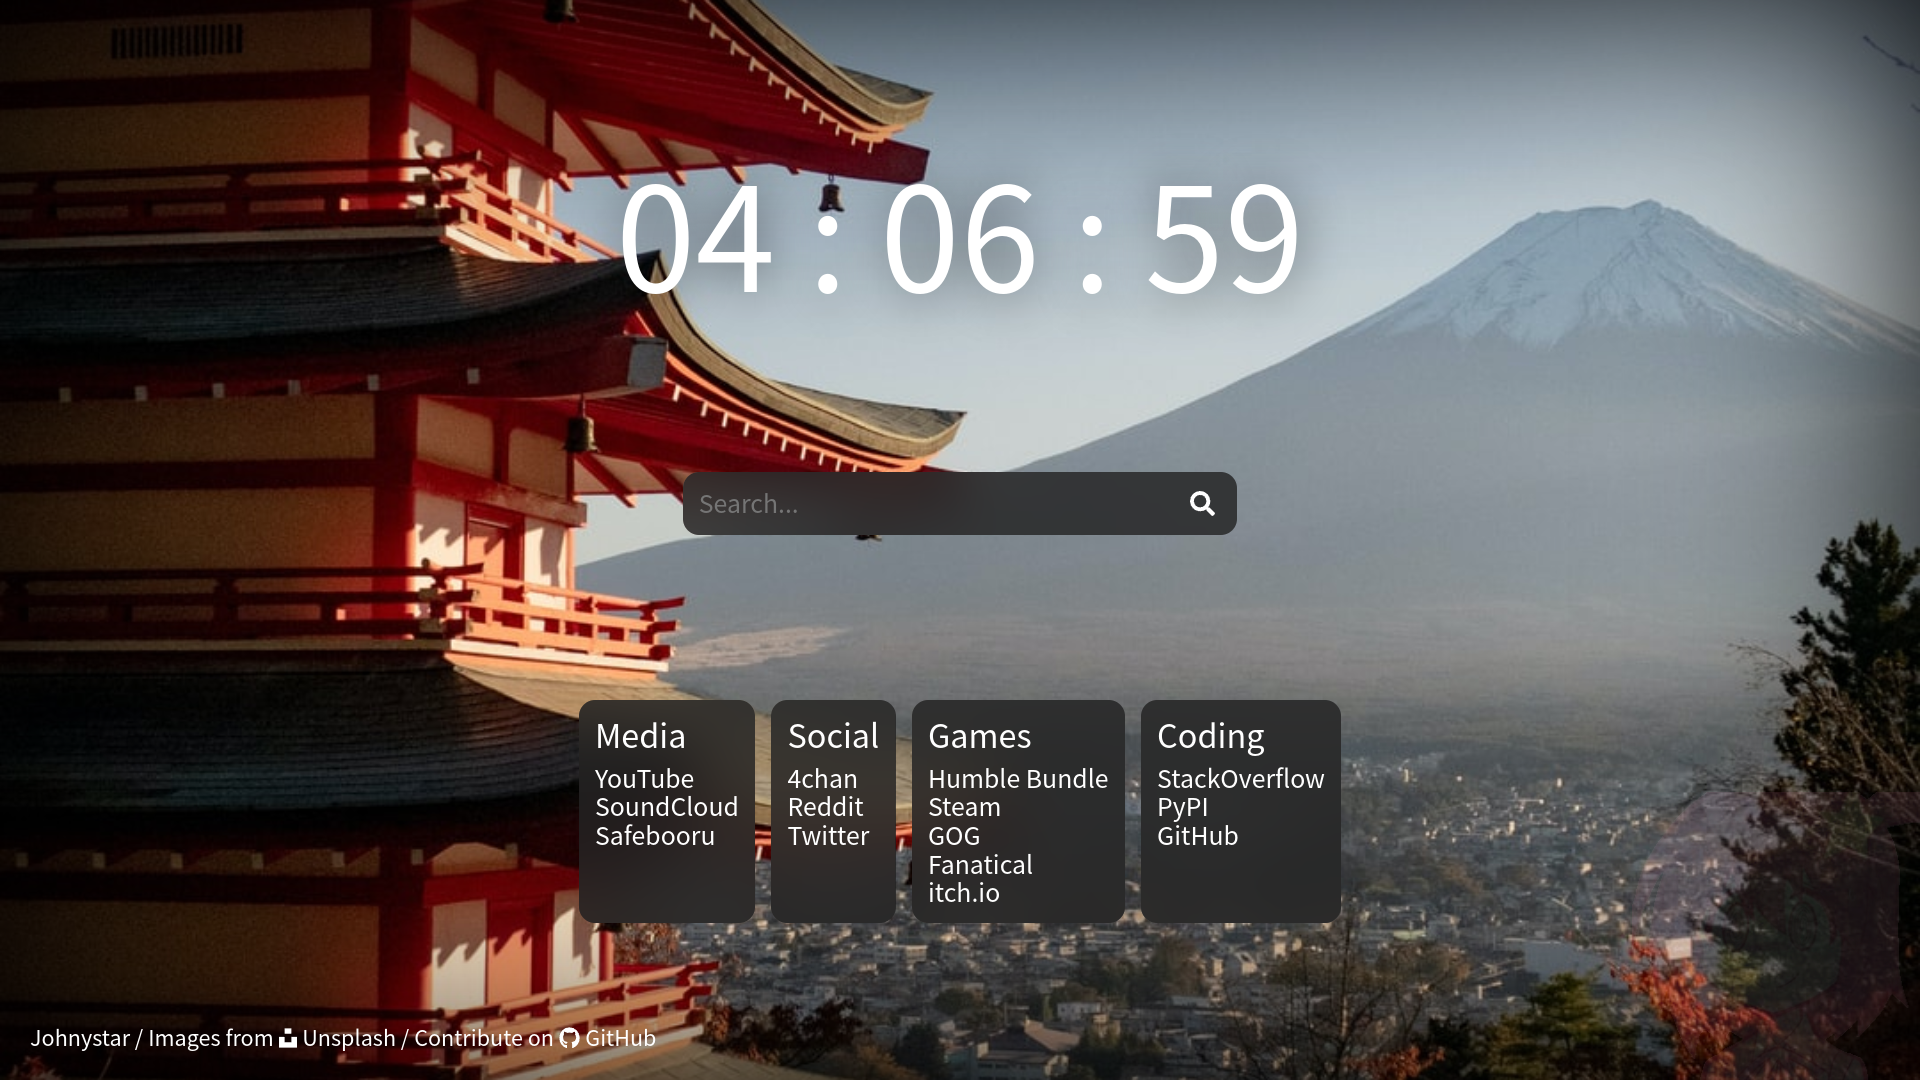 04 : 06 : 59
Search...
Media
YouTube
SoundCloud
Safebooru
Social
4chan
Reddit
Twitter
Games
Humble Bundle
Steam
GOG
Fanatical
itch.io
Coding
StackOverflow
PyPI
GitHub
Johnystar / Images from Unsplash / Contribute on GitHub